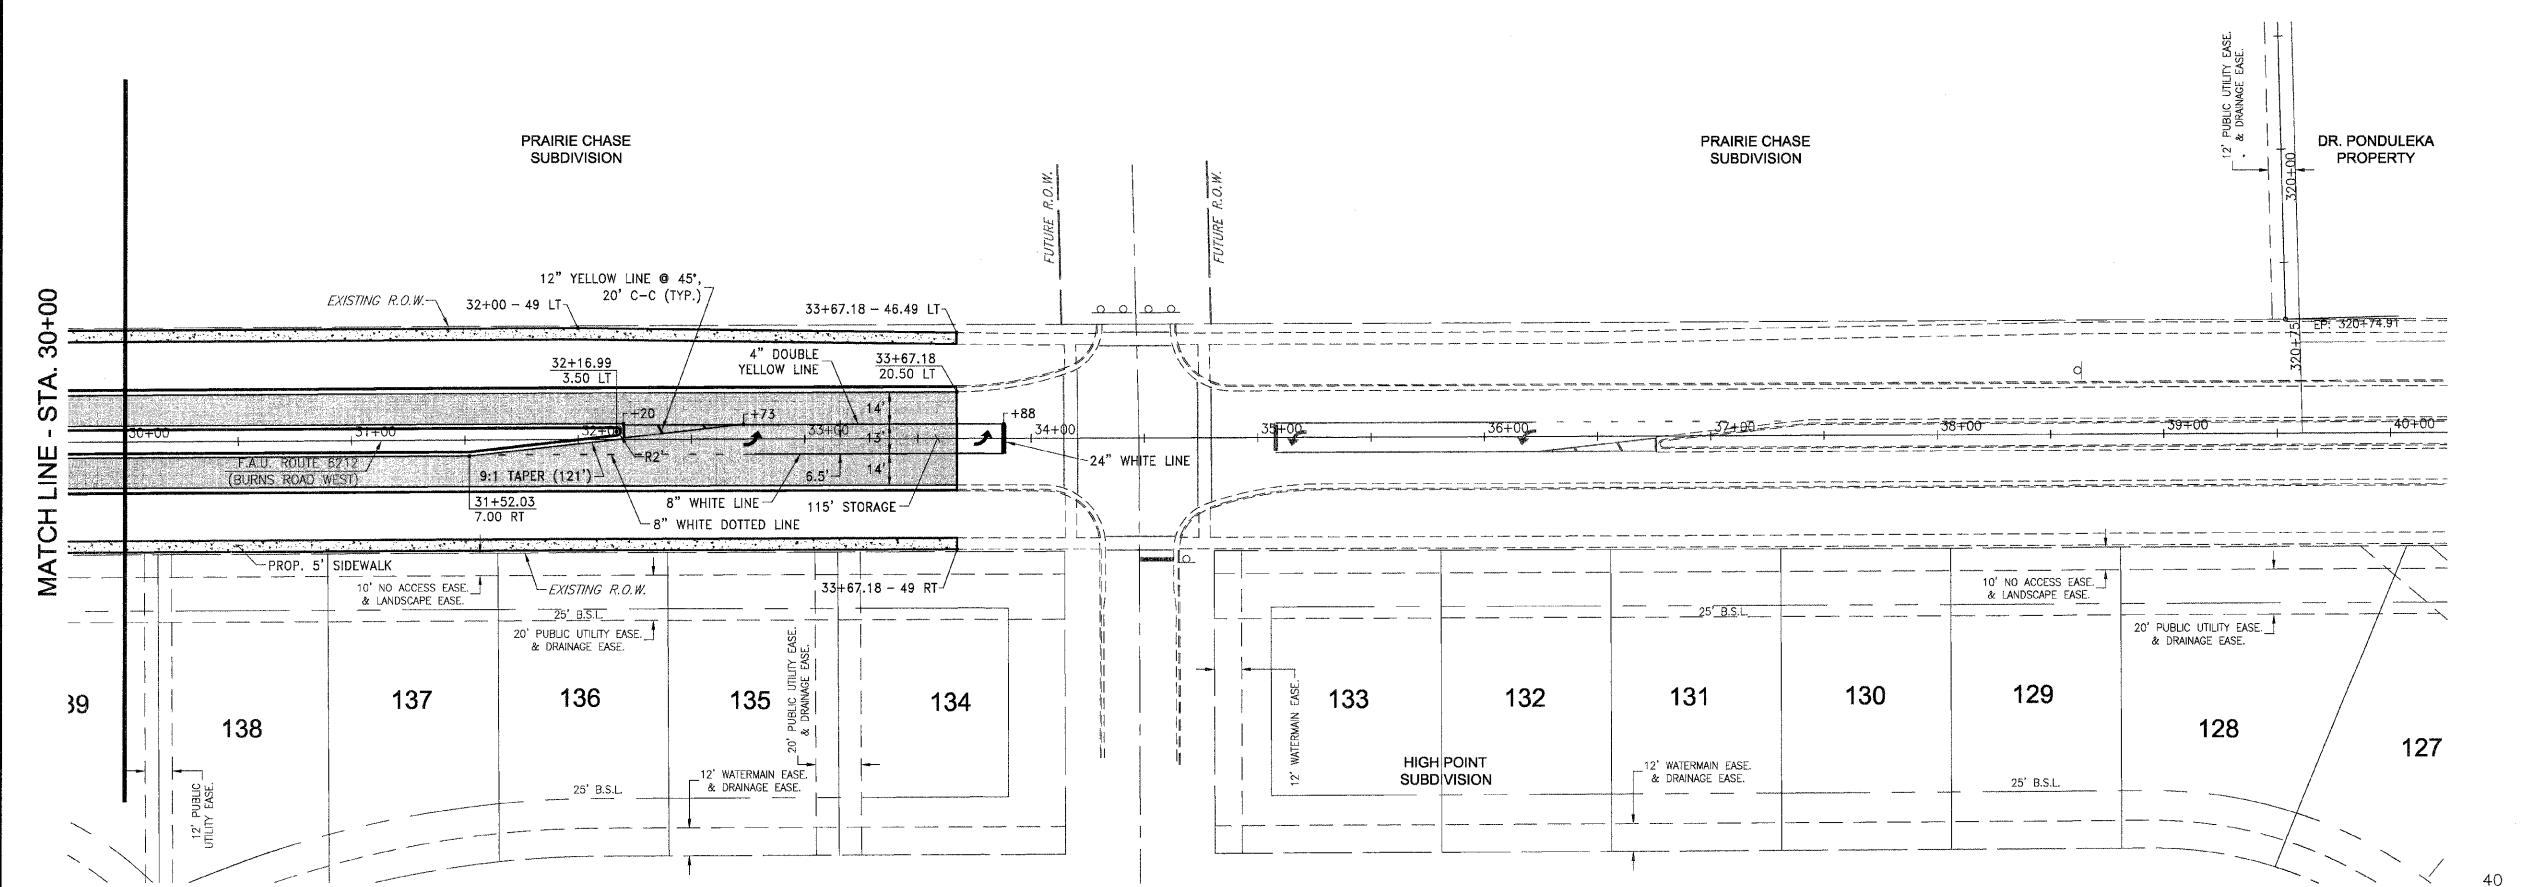 MATCH LINE - STA. 30+00
PRAIRIE CHASE
SUBDIVISION
PRAIRIE CHASE
SUBDIVISION
12' PUBLIC UTILITY EASE.
& DRAINAGE EASE.
320+00
DR. PONDULEKA
PROPERTY
FUTURE R.O.W.
FUTURE R.O.W.
12" YELLOW LINE @ 45°,
20' C-C (TYP.)
EXISTING R.O.W.
32+00 - 49 LT
33+67.18 - 46.49 LT
EP: 320+74.91
320+75
32+16.99
3.50 LT
4" DOUBLE
YELLOW LINE
33+67.18
20.50 LT
+20
+73
14'
+88
30+00
31+00
32+00
33+00
13'
34+00
35+00
36+00
37+00
38+00
39+00
40+00
R2'
F.A.U. ROUTE 6212
(BURNS ROAD WEST)
9:1 TAPER (121')
6.5'
14'
24" WHITE LINE
31+52.03
7.00 RT
8" WHITE LINE
115' STORAGE
8" WHITE DOTTED LINE
PROP. 5' SIDEWALK
10' NO ACCESS EASE.
& LANDSCAPE EASE.
EXISTING R.O.W.
33+67.18 - 49 RT
10' NO ACCESS EASE.
& LANDSCAPE EASE.
25' B.S.L.
25' B.S.L.
20' PUBLIC UTILITY EASE.
& DRAINAGE EASE.
20' PUBLIC UTILITY EASE.
& DRAINAGE EASE.
20' PUBLIC UTILITY EASE.
& DRAINAGE EASE.
39
138
137
136
135
134
133
132
131
130
129
128
127
12' WATERMAIN EASE.
HIGH POINT
SUBDIVISION
12' WATERMAIN EASE.
& DRAINAGE EASE.
12' WATERMAIN EASE.
& DRAINAGE EASE.
25' B.S.L.
25' B.S.L.
12' PUBLIC
UTILITY EASE.
40